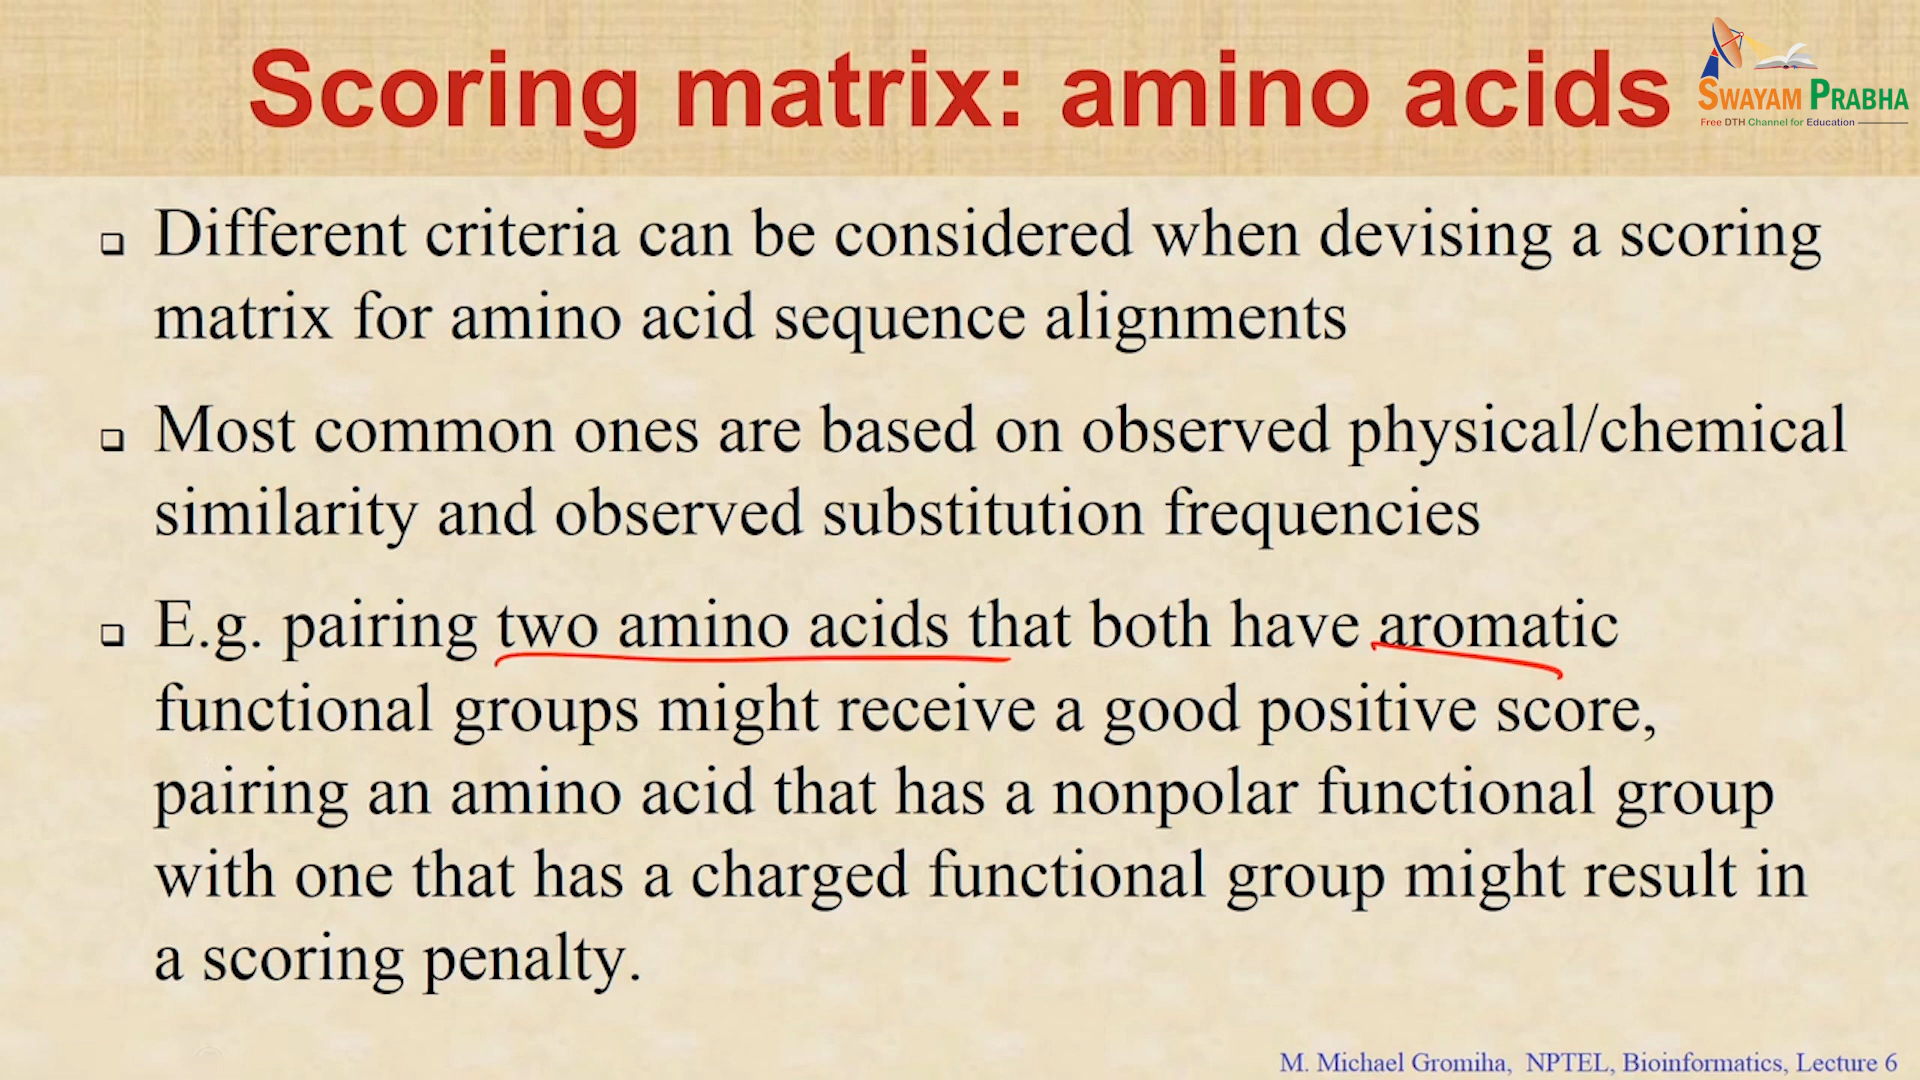 Scoring matrix: amino acids
SWAYAM PRABHA
Free DTH Channel for Education
Different criteria can be considered when devising a scoring
matrix for amino acid sequence alignments
Most common ones are based on observed physical/chemical
similarity and observed substitution frequencies
E.g. pairing two amino acids that both have aromatic
functional groups might receive a good positive score,
pairing an amino acid that has a nonpolar functional group
with one that has a charged functional group might result in
a scoring penalty.
M. Michael Gromiha, NPTEL, Bioinformatics, Lecture 6